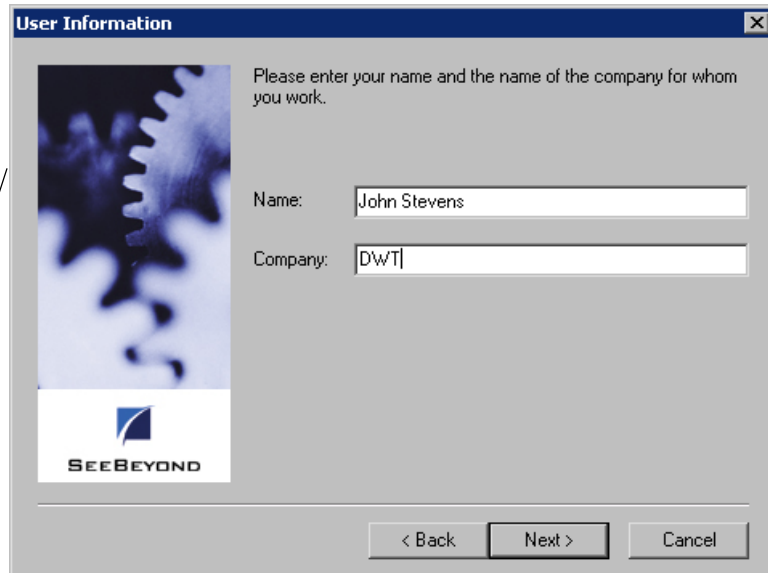 User Information
Please enter your name and the name of the company for whom
you work.
Name: John Stevens
Company: DWT
SEEBEYOND
< Back Next > Cancel